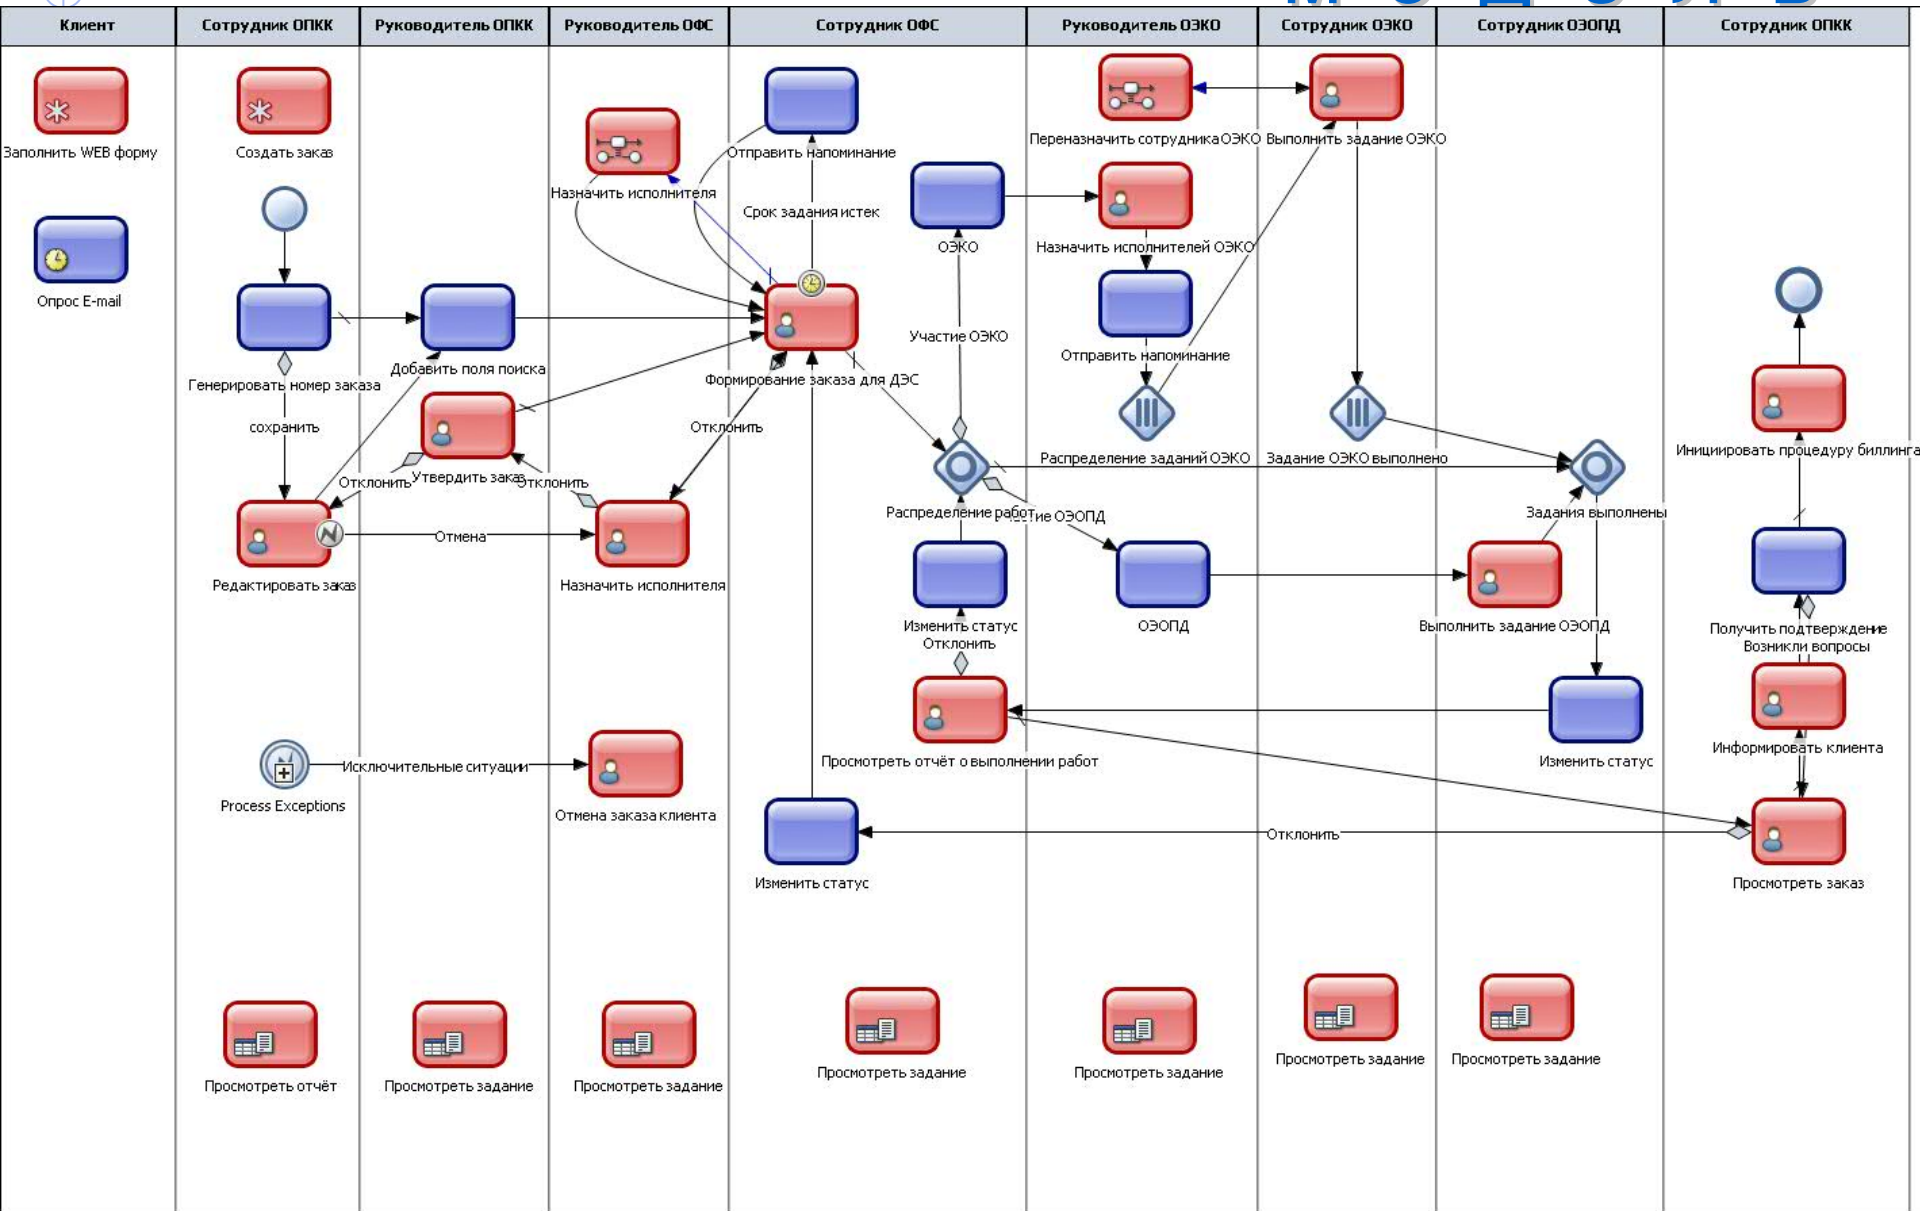 Клиент
Сотрудник ОПКК
Руководитель ОПКК
Руководитель ОФС
Сотрудник ОФС
Руководитель ОЭКО
Сотрудник ОЭКО
Сотрудник ОЭОПД
Сотрудник ОПКК
Заполнить WEB форму
Создать заказ
Отправить напоминание
Переназначить сотрудника ОЭКО
Выполнить задание ОЭКО
Назначить исполнителя
Срок задания истек
ОЭКО
Назначить исполнителей ОЭКО
Опрос E-mail
Участие ОЭКО
Отправить напоминание
Добавить поля поиска
Генерировать номер заказа
Формирование заказа для ДЭС
сохранить
Отклонить
Инициировать процедуру биллинга
Распределение заданий ОЭКО
Задание ОЭКО выполнено
Утвердить заказ
Отклонить
Отклонить
Распределение работ
ие ОЭОПД
Задания выполнены
Отмена
Редактировать заказ
Назначить исполнителя
Изменить статус
Отклонить
ОЭОПД
Выполнить задание ОЭОПД
Получить подтверждение
Возникли вопросы
Информировать клиента
Исключительные ситуации
Просмотреть отчёт о выполнении работ
Изменить статус
Process Exceptions
Отмена заказа клиента
Отклонить
Изменить статус
Просмотреть заказ
Просмотреть отчёт
Просмотреть задание
Просмотреть задание
Просмотреть задание
Просмотреть задание
Просмотреть задание
Просмотреть задание